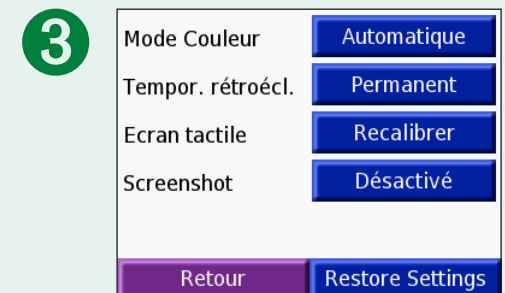 3
Mode Couleur Automatique
Tempor. rétroécl. Permanent
Ecran tactile Recalibrer
Screenshot Désactivé
Retour Restore Settings